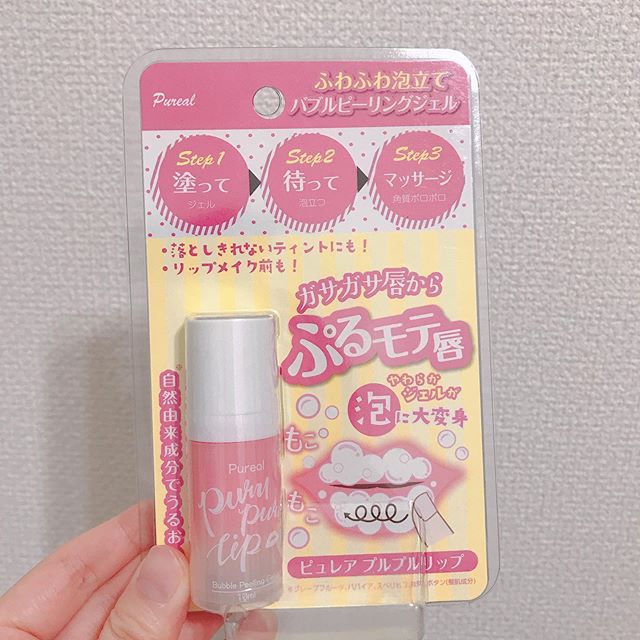 Pureal
ふわふわ泡立て
バブルピーリングジェル
Step1
塗って
ジェル
Step2
待って
泡立つ
Step3
マッサージ
角質ポロポロ
・落としきれないティントにも!
・リップメイク前も!
ガサガサ唇から
ぷるモテ唇
やわらか
ジェルが
泡に大変身
もこ
もこ
自然由来成分でうるお
Pureal
purupuru
lip
Bubble Peeling
10ml
ピュレア プルプルリップ